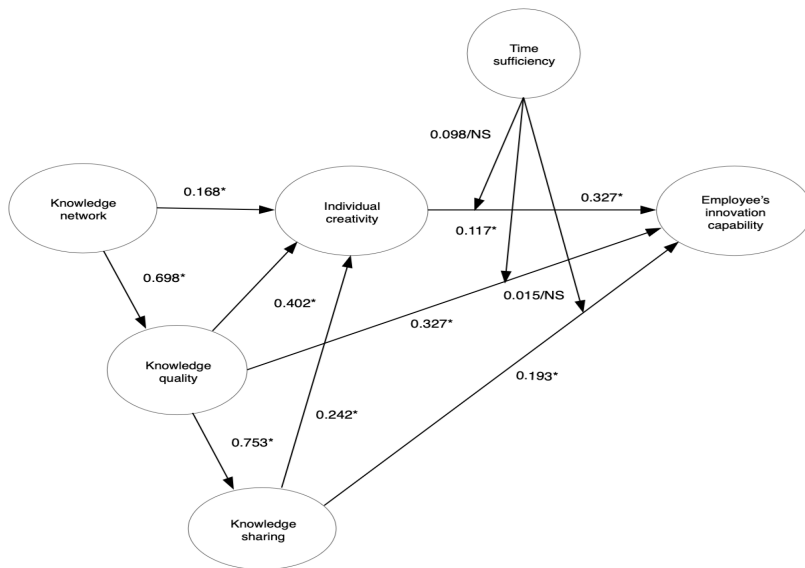 Time
sufficiency
0.098/NS
Knowledge
network
0.168*
Individual
creativity
0.327*
Employee's
innovation
capability
0.117*
0.698*
0.402*
0.015/NS
0.327*
Knowledge
quality
0.193*
0.242*
0.753*
Knowledge
sharing